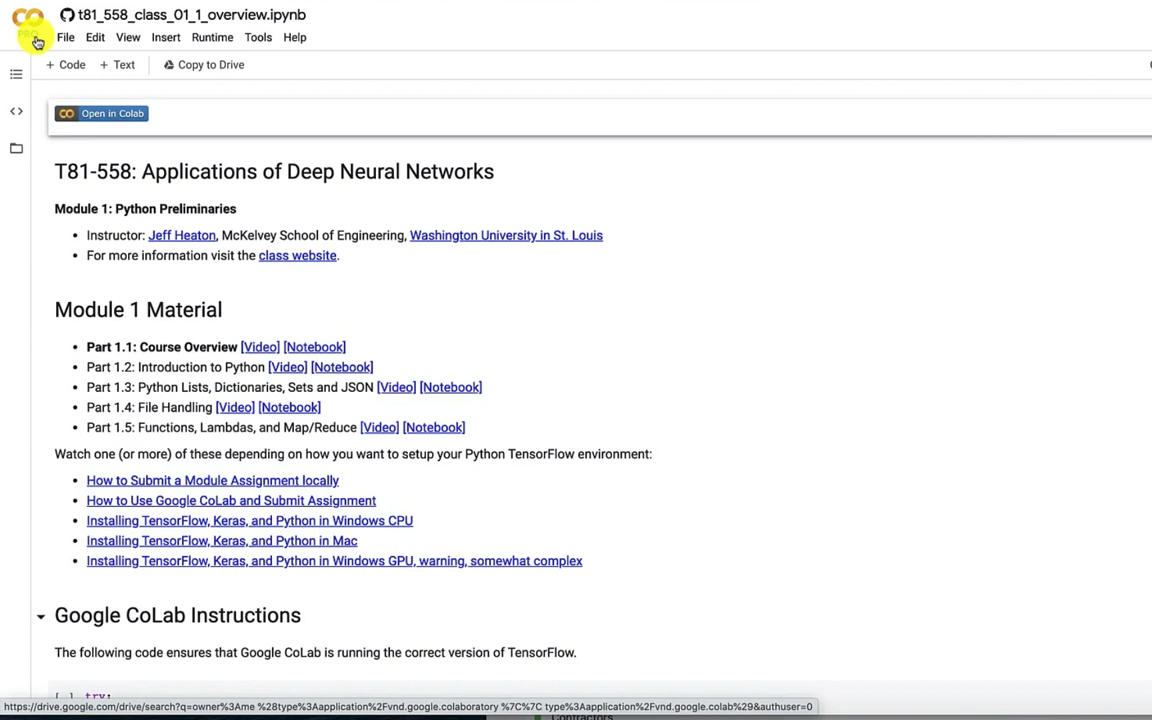 t81_558_class_01_1_overview.ipynb
PRO
File Edit View Insert Runtime Tools Help
+ Code + Text Copy to Drive
Open in Colab
T81-558: Applications of Deep Neural Networks
Module 1: Python Preliminaries
• Instructor: Jeff Heaton, McKelvey School of Engineering, Washington University in St. Louis
• For more information visit the class website.
Module 1 Material
• Part 1.1: Course Overview [Video] [Notebook]
• Part 1.2: Introduction to Python [Video] [Notebook]
• Part 1.3: Python Lists, Dictionaries, Sets and JSON [Video] [Notebook]
• Part 1.4: File Handling [Video] [Notebook]
• Part 1.5: Functions, Lambdas, and Map/Reduce [Video] [Notebook]
Watch one (or more) of these depending on how you want to setup your Python TensorFlow environment:
• How to Submit a Module Assignment locally
• How to Use Google CoLab and Submit Assignment
• Installing TensorFlow, Keras, and Python in Windows CPU
• Installing TensorFlow, Keras, and Python in Mac
• Installing TensorFlow, Keras, and Python in Windows GPU, warning, somewhat complex
Google CoLab Instructions
The following code ensures that Google CoLab is running the correct version of TensorFlow.
[ ] try:
https://drive.google.com/drive/search?q=owner%3Ame %28type%3Aapplication%2Fvnd.google.colaboratory %7C%7C type%3Aapplication%2Fvnd.google.colab%29&authuser=0
Contractors